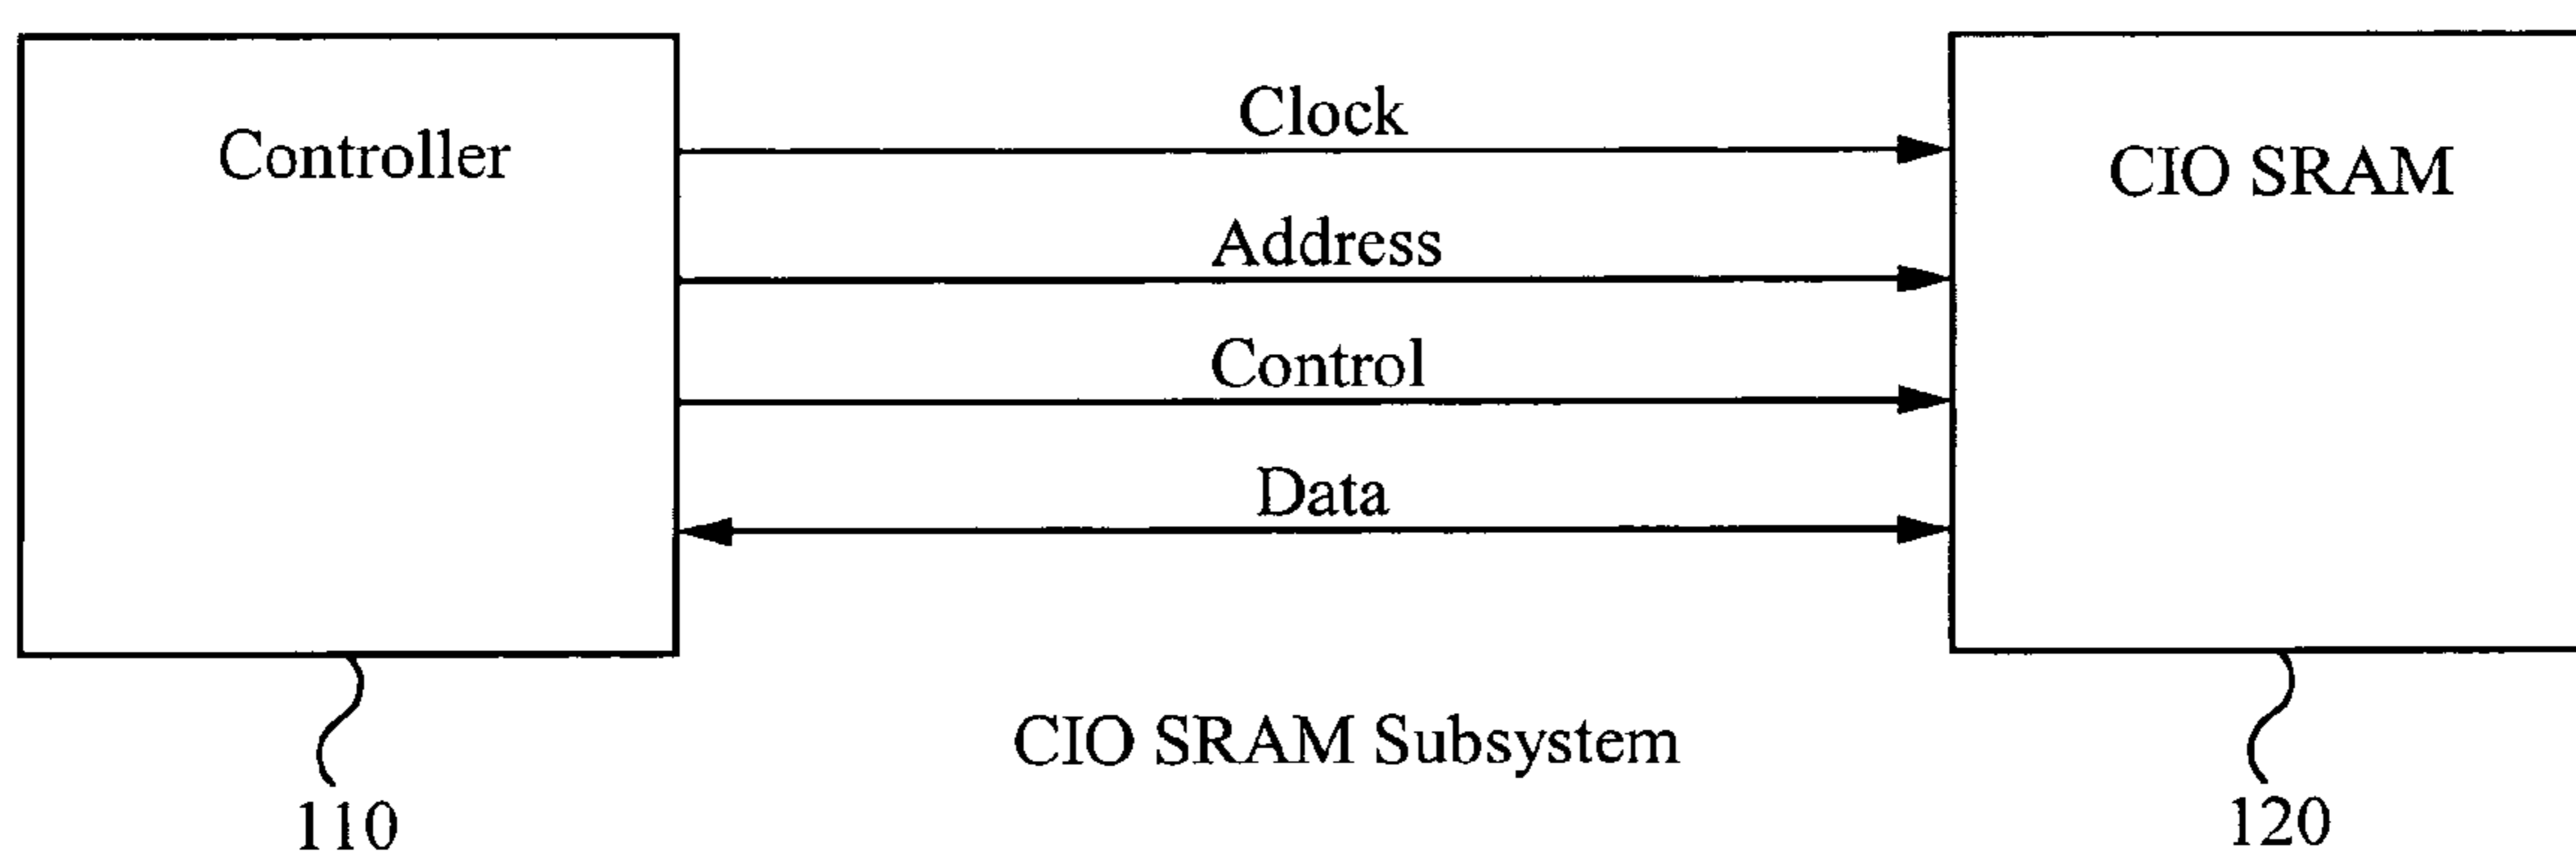 Controller
Clock
Address
Control
Data
CIO SRAM
CIO SRAM Subsystem
110
120